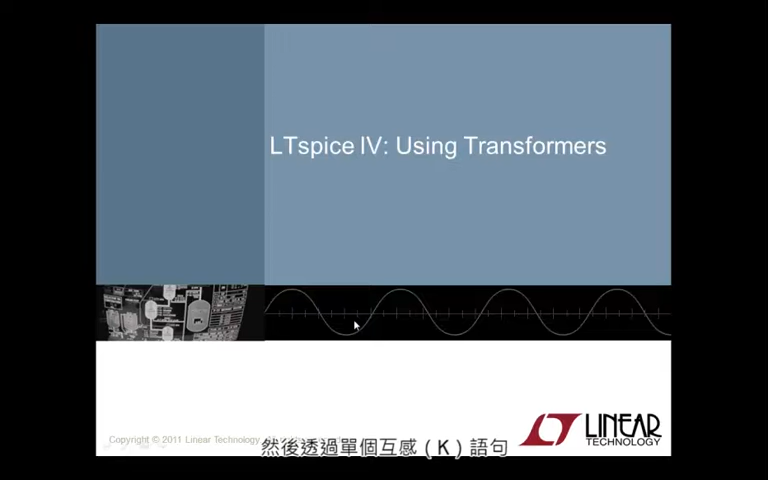 LTspice IV: Using Transformers
LT LINEAR
TECHNOLOGY
Copyright © 2011 Linear Technology.
然後透過單個互感 ( K ) 語句